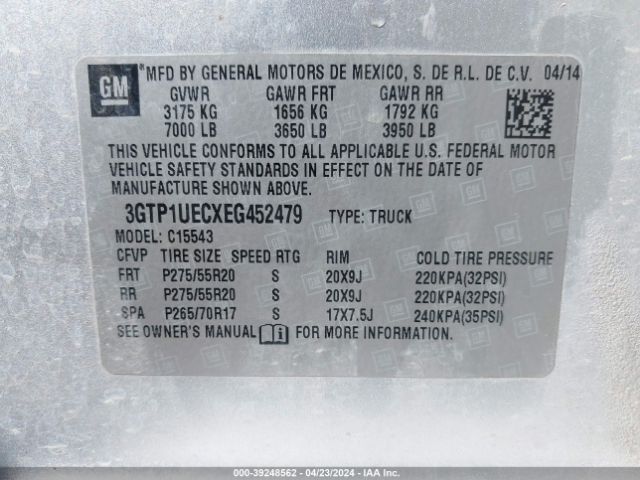 GM
MFD BY GENERAL MOTORS DE MEXICO, S. DE R.L. DE C.V. 04/14
GVWR GAWR FRT GAWR RR
3175 KG 1656 KG 1792 KG
7000 LB 3650 LB 3950 LB
THIS VEHICLE CONFORMS TO ALL APPLICABLE U.S. FEDERAL MOTOR
VEHICLE SAFETY STANDARDS IN EFFECT ON THE DATE OF
MANUFACTURE SHOWN ABOVE.
3GTP1UECXEG452479 TYPE: TRUCK
MODEL: C15543
CFVP TIRE SIZE SPEED RTG RIM COLD TIRE PRESSURE
FRT P275/55R20 S 20X9J 220KPA(32PSI)
RR P275/55R20 S 20X9J 220KPA(32PSI)
SPA P265/70R17 S 17X7.5J 240KPA(35PSI)
SEE OWNER'S MANUAL FOR MORE INFORMATION.
© COPART - 39248562 - 04/23/2024 - IAA Inc.